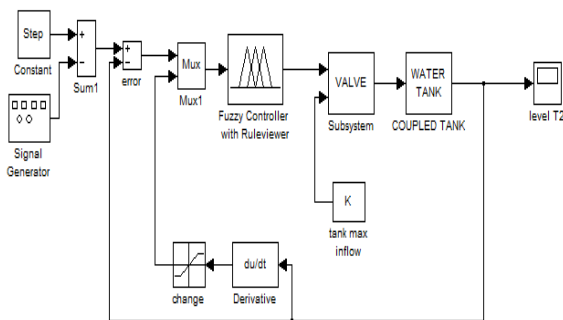 Step
Constant
+
−
Sum1
+
−
error
Mux
Mux1
Fuzzy Controller
with Ruleviewer
VALVE
Subsystem
WATER
TANK
COUPLED TANK
level T2
Signal
Generator
K
tank max
inflow
change
du/dt
Derivative